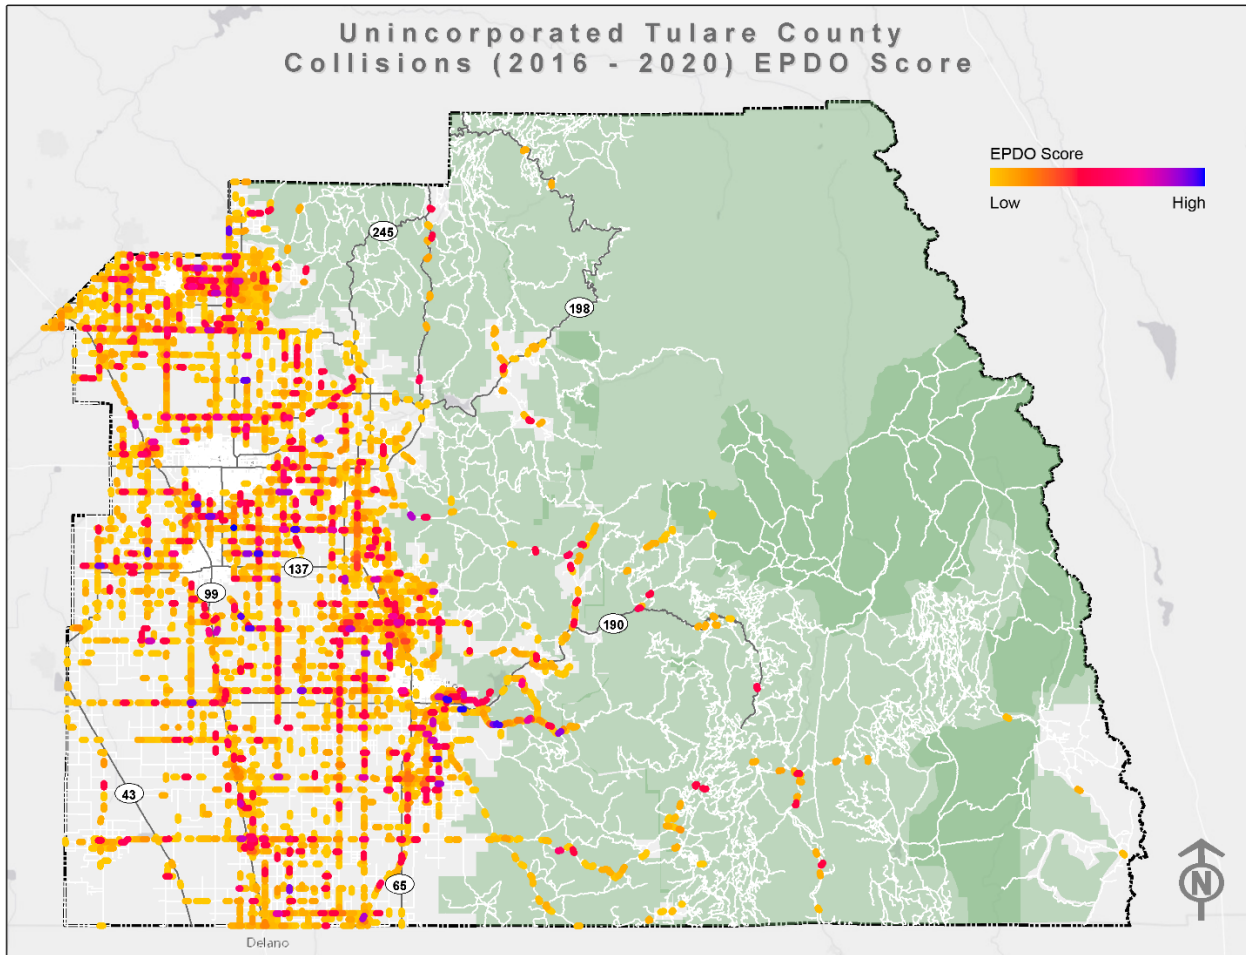 Unincorporated Tulare County
Collisions (2016 - 2020) EPDO Score
EPDO Score
Low High
245
198
137
99
190
43
65
N
Delano